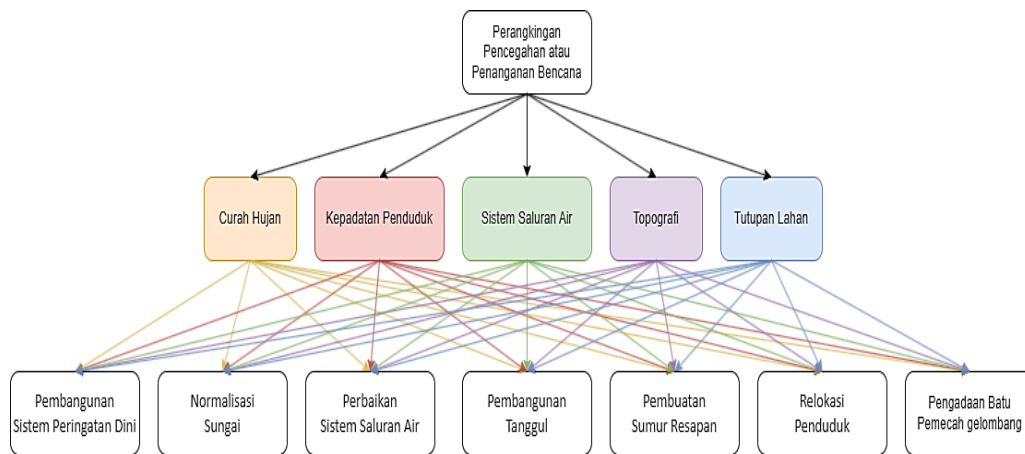 Perangkingan
Pencegahan atau
Penanganan Bencana
Curah Hujan
Kepadatan Penduduk
Sistem Saluran Air
Topografi
Tutupan Lahan
Pembangunan
Sistem Peringatan Dini
Normalisasi
Sungai
Perbaikan
Sistem Saluran Air
Pembangunan
Tanggul
Pembuatan
Sumur Resapan
Relokasi
Penduduk
Pengadaan Batu
Pemecah gelombang